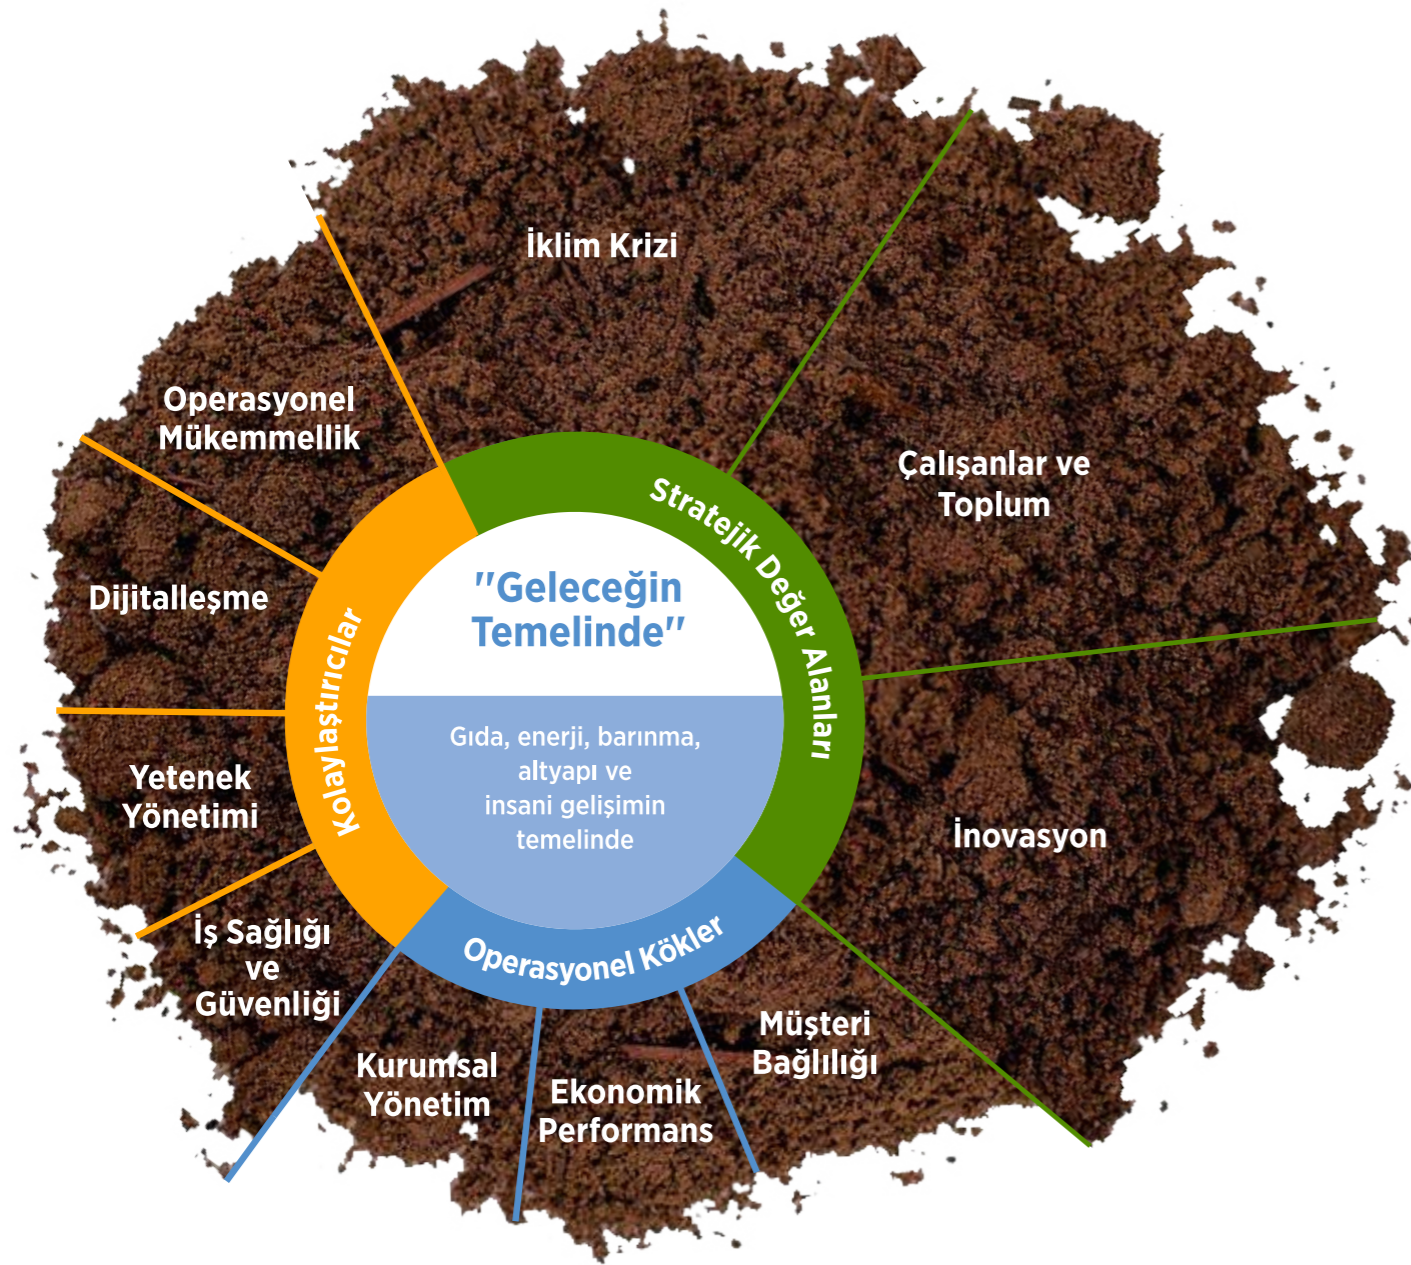 İklim Krizi
Operasyonel
Mükemmellik
Çalışanlar ve
Toplum
Stratejik Değer Alanları
"Geleceğin
Temelinde"
Dijitalleşme
Kolaylaştırıcılar
Gıda, enerji, barınma,
altyapı ve
insani gelişimin
temelinde
Yetenek
Yönetimi
İnovasyon
İş Sağlığı
ve
Güvenliği
Operasyonel Kökler
Kurumsal
Yönetim
Ekonomik
Performans
Müşteri
Bağlılığı